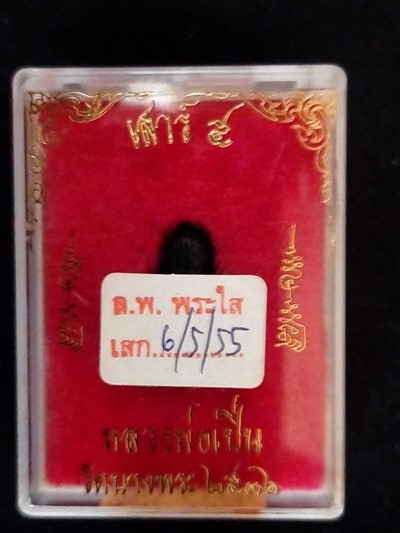 เสาร์ ๕
ล.พ. พระใส
เสก 6/5/55
หลวงพ่อเปิ่น
วัดบางพระ ๒๕๓๖